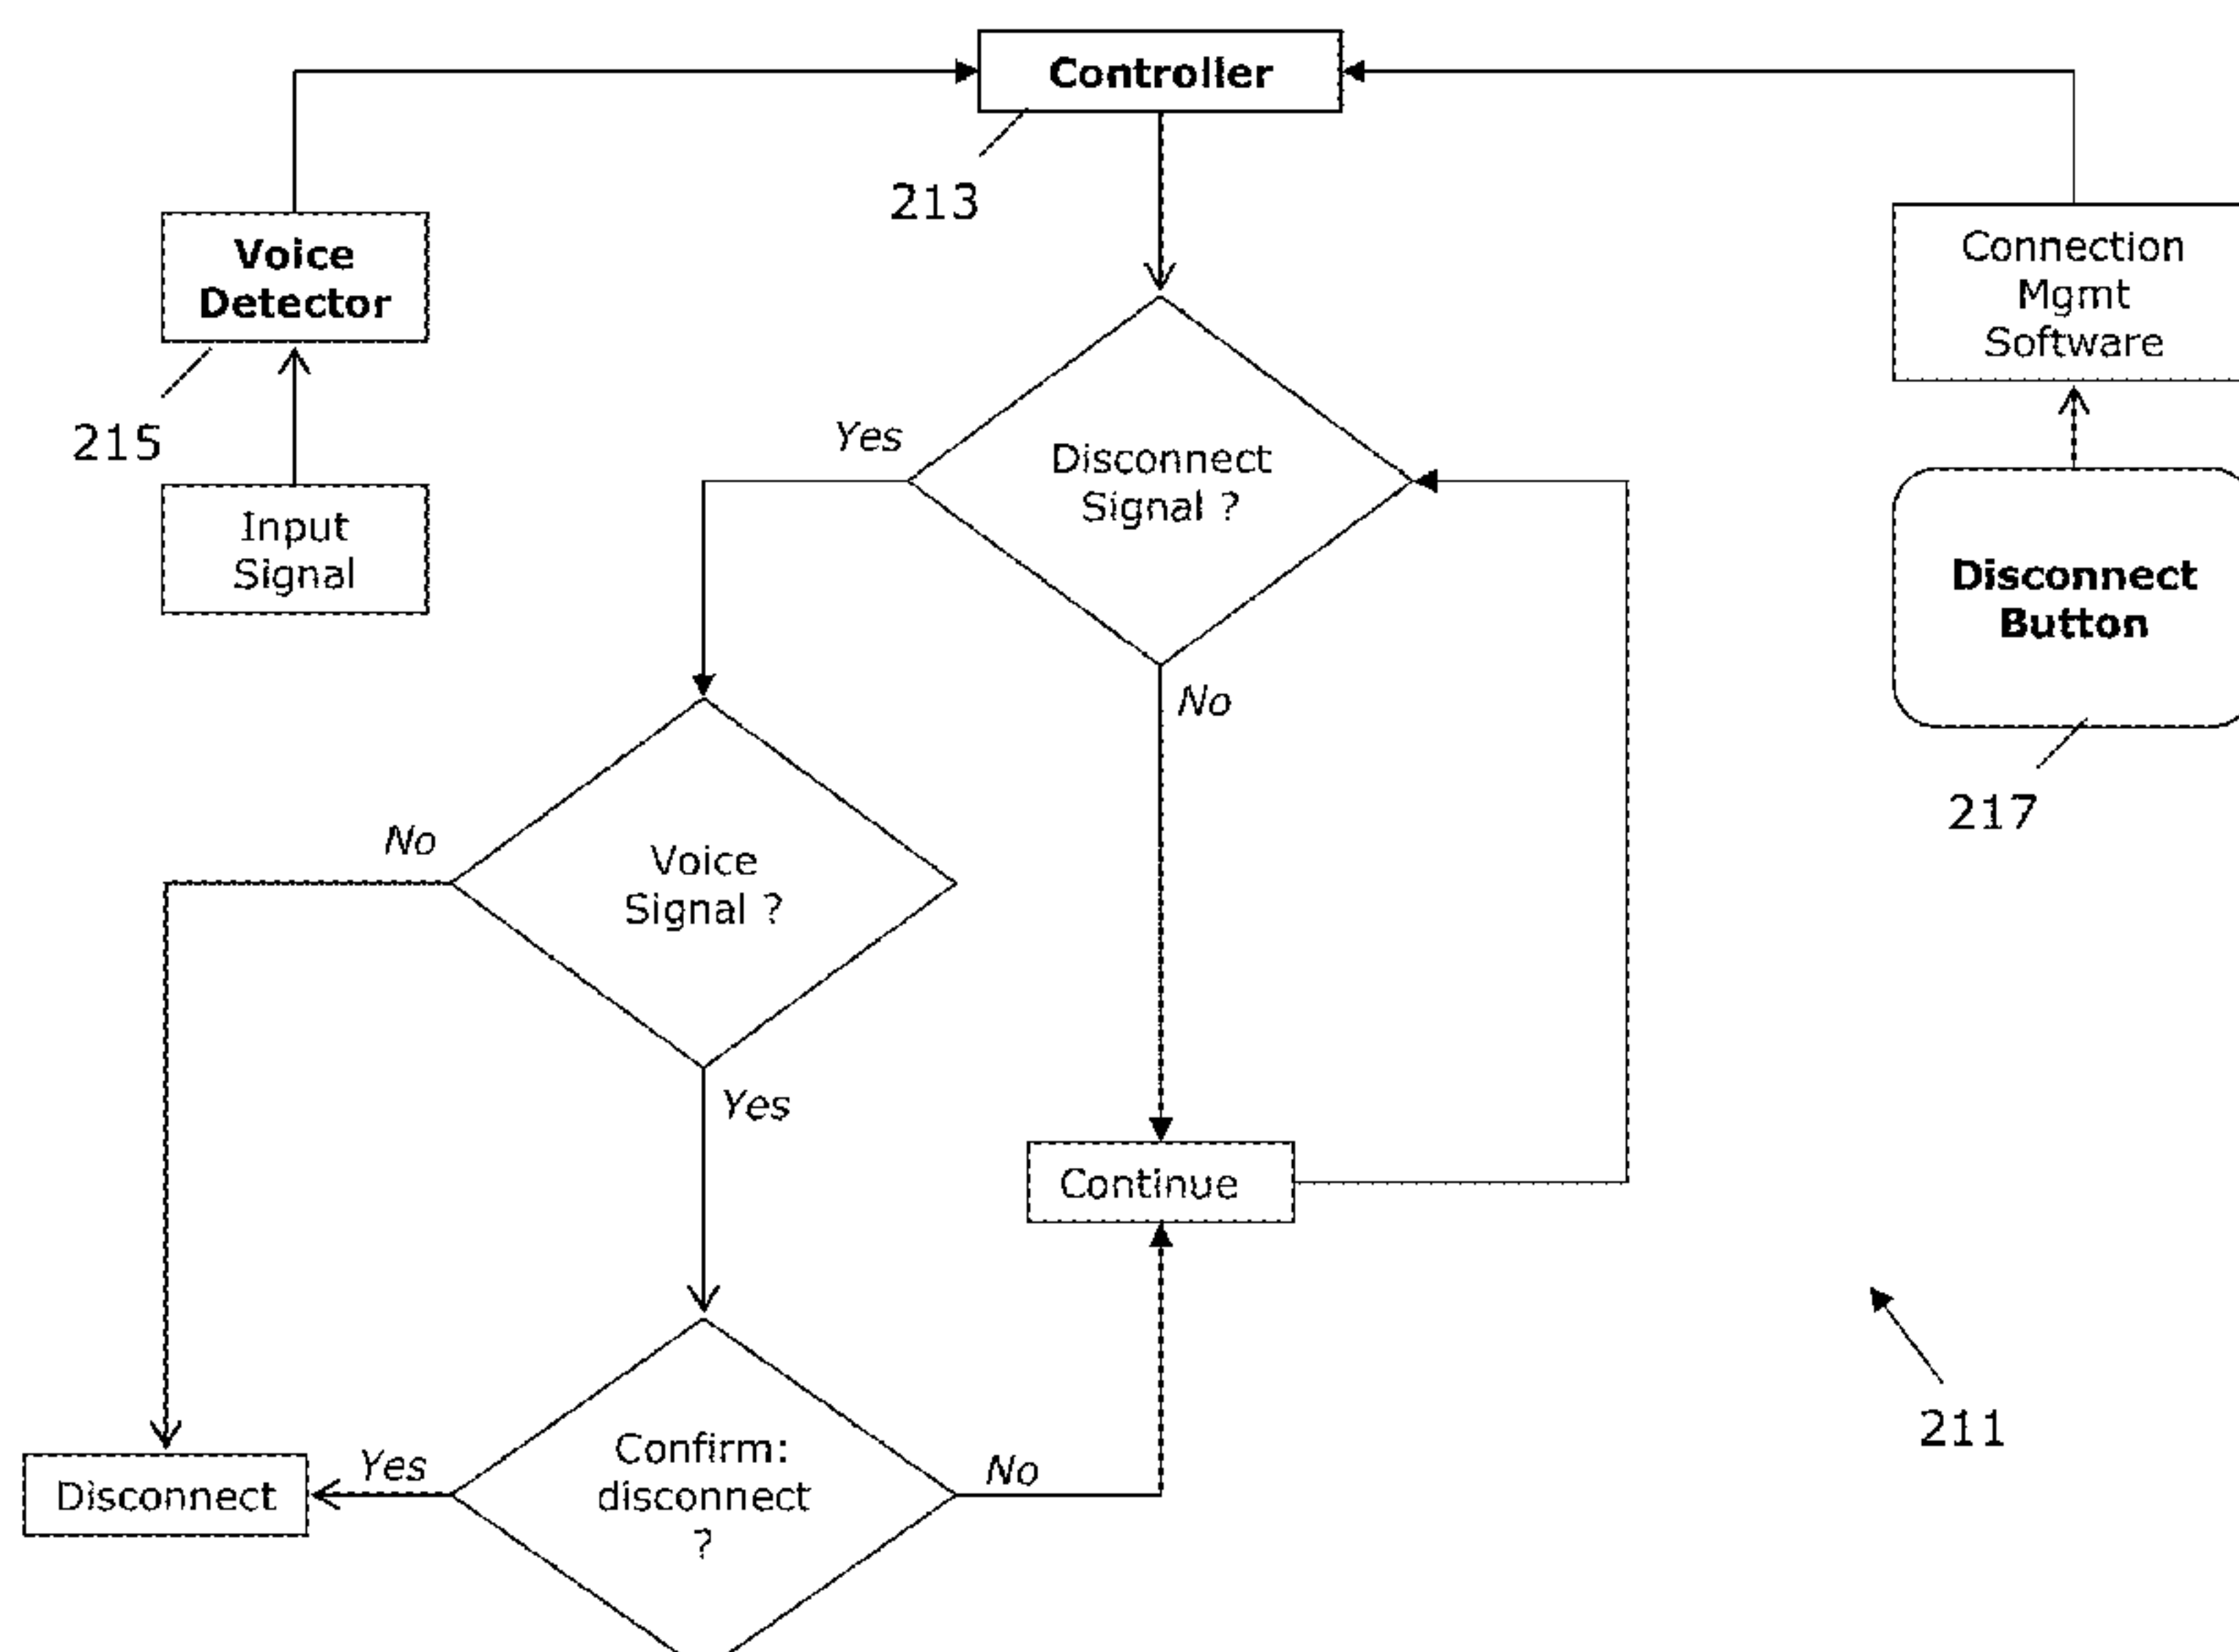 Controller
213
Voice
Detector
215
Input
Signal
Connection
Mgmt
Software
Disconnect
Button
217
Disconnect
Signal ?
Yes
No
Voice
Signal ?
No
Yes
Continue
Confirm:
disconnect
?
Yes
No
Disconnect
211